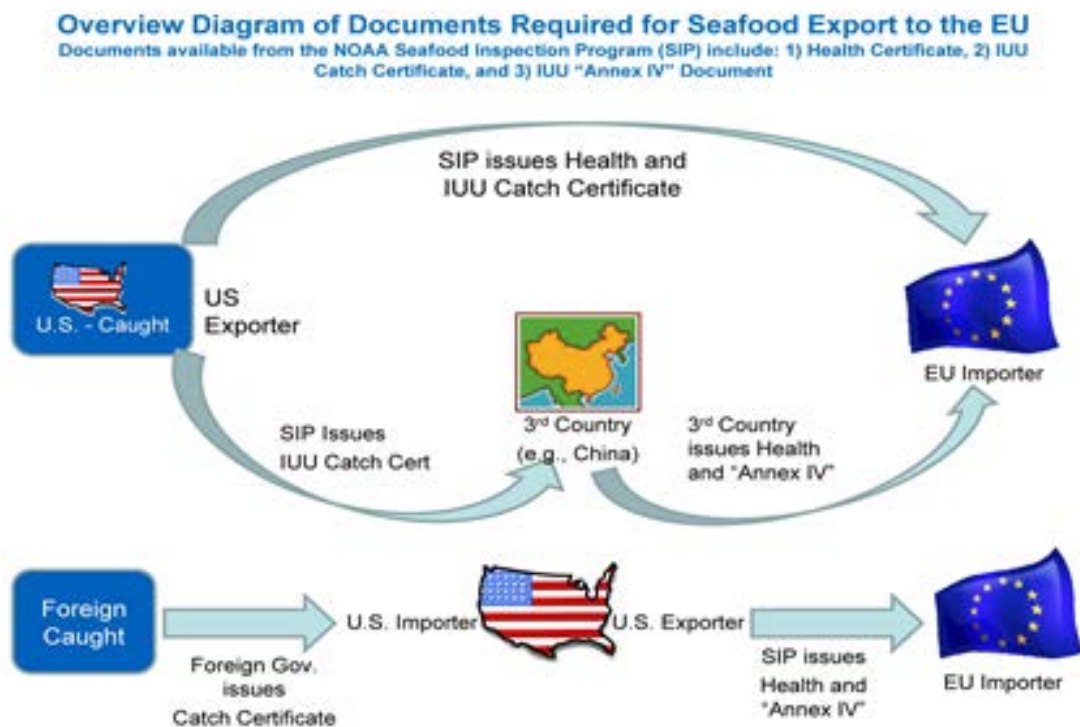 Overview Diagram of Documents Required for Seafood Export to the EU
Documents available from the NOAA Seafood Inspection Program (SIP) include: 1) Health Certificate, 2) IUU
Catch Certificate, and 3) IUU "Annex IV" Document
SIP issues Health and
IUU Catch Certificate
U.S. - Caught
US
Exporter
EU Importer
SIP Issues
IUU Catch Cert
3rd Country
(e.g., China)
3rd Country
issues Health
and "Annex IV"
Foreign
Caught
Foreign Gov.
issues
Catch Certificate
U.S. Importer
U.S. Exporter
SIP issues
Health and
"Annex IV"
EU Importer